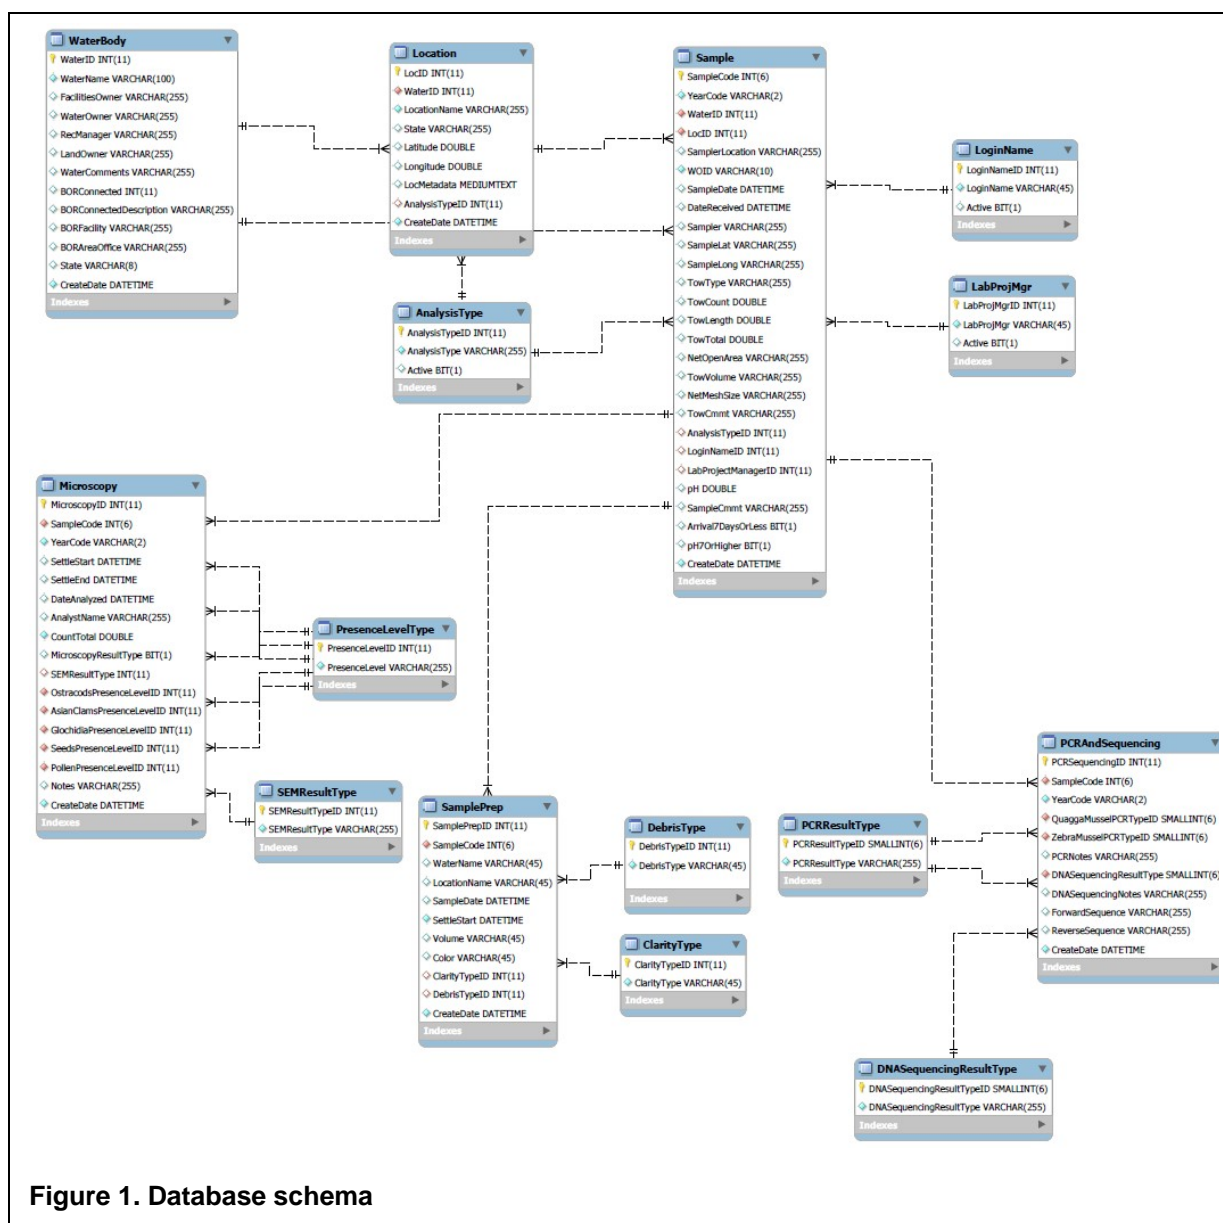 WaterBody
WaterID INT(11)
WaterName VARCHAR(100)
FacilitiesOwner VARCHAR(255)
WaterOwner VARCHAR(255)
RecManager VARCHAR(255)
LandOwner VARCHAR(255)
WaterComments VARCHAR(255)
BORConnected INT(11)
BORConnectedDescription VARCHAR(255)
BORFacility VARCHAR(255)
BORAreaOffice VARCHAR(255)
State VARCHAR(8)
CreateDate DATETIME
Indexes
Location
LocID INT(11)
WaterID INT(11)
LocationName VARCHAR(255)
State VARCHAR(255)
Latitude DOUBLE
Longitude DOUBLE
LocMetadata MEDIUMTEXT
AnalysisTypeID INT(11)
CreateDate DATETIME
Indexes
AnalysisType
AnalysisTypeID INT(11)
AnalysisType VARCHAR(255)
Active BIT(1)
Indexes
Sample
SampleCode INT(6)
YearCode VARCHAR(2)
WaterID INT(11)
LocID INT(11)
SamplerLocation VARCHAR(255)
WOID VARCHAR(10)
SampleDate DATETIME
DateReceived DATETIME
Sampler VARCHAR(255)
SampleLat VARCHAR(255)
SampleLong VARCHAR(255)
TowType VARCHAR(255)
TowCount DOUBLE
TowLength DOUBLE
TowTotal DOUBLE
NetOpenArea VARCHAR(255)
TowVolume VARCHAR(255)
NetMeshSize VARCHAR(255)
TowCmmt VARCHAR(255)
AnalysisTypeID INT(11)
LoginNameID INT(11)
LabProjectManagerID INT(11)
pH DOUBLE
SampleCmmt VARCHAR(255)
Arrival7DaysOrLess BIT(1)
pH7OrHigher BIT(1)
CreateDate DATETIME
Indexes
LoginName
LoginNameID INT(11)
LoginName VARCHAR(45)
Active BIT(1)
Indexes
LabProjMgr
LabProjMgrID INT(11)
LabProjMgr VARCHAR(45)
Active BIT(1)
Indexes
Microscopy
MicroscopyID INT(11)
SampleCode INT(6)
YearCode VARCHAR(2)
SettleStart DATETIME
SettleEnd DATETIME
DateAnalyzed DATETIME
AnalystName VARCHAR(255)
CountTotal DOUBLE
MicroscopyResultType BIT(1)
SEMResultType INT(11)
OstracodsPresenceLevelID INT(11)
AsianClamsPresenceLevelID INT(11)
GlochidiaPresenceLevelID INT(11)
SeedsPresenceLevelID INT(11)
PollenPresenceLevelID INT(11)
Notes VARCHAR(255)
CreateDate DATETIME
Indexes
PresenceLevelType
PresenceLevelID INT(11)
PresenceLevel VARCHAR(255)
Indexes
SEMResultType
SEMResultTypeID INT(11)
SEMResultType VARCHAR(255)
Indexes
SamplePrep
SamplePrepID INT(11)
SampleCode INT(6)
WaterName VARCHAR(45)
LocationName VARCHAR(45)
SampleDate DATETIME
SettleStart DATETIME
Volume VARCHAR(45)
Color VARCHAR(45)
ClarityTypeID INT(11)
DebrisTypeID INT(11)
CreateDate DATETIME
Indexes
DebrisType
DebrisTypeID INT(11)
DebrisType VARCHAR(45)
Indexes
ClarityType
ClarityTypeID INT(11)
ClarityType VARCHAR(45)
Indexes
PCRResultType
PCRResultTypeID SMALLINT(6)
PCRResultType VARCHAR(255)
Indexes
PCRAndSequencing
PCRSequencingID INT(11)
SampleCode INT(6)
YearCode VARCHAR(2)
QuaggaMusselPCRTypeID SMALLINT(6)
ZebraMusselPCRTypeID SMALLINT(6)
PCRNotes VARCHAR(255)
DNASequencingResultType SMALLINT(6)
DNASequencingNotes VARCHAR(255)
ForwardSequence VARCHAR(255)
ReverseSequence VARCHAR(255)
CreateDate DATETIME
Indexes
DNASequencingResultType
DNASequencingResultTypeID SMALLINT(6)
DNASequencingResultType VARCHAR(255)
Indexes
Figure 1. Database schema